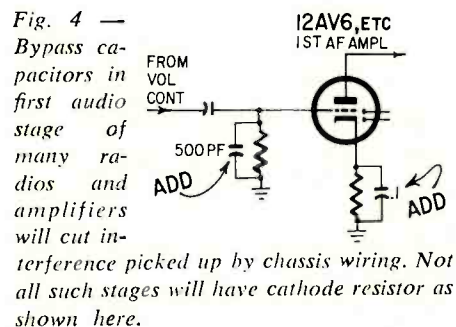 Fig. 4 —
Bypass ca-
pacitors in
first audio
stage of
many ra-
dios and
amplifiers
will cut in-
terference picked up by chassis wiring. Not
all such stages will have cathode resistor as
shown here.
12AV6, ETC
1ST AF AMPL
FROM
VOL
CONT
500PF
ADD
.1
ADD